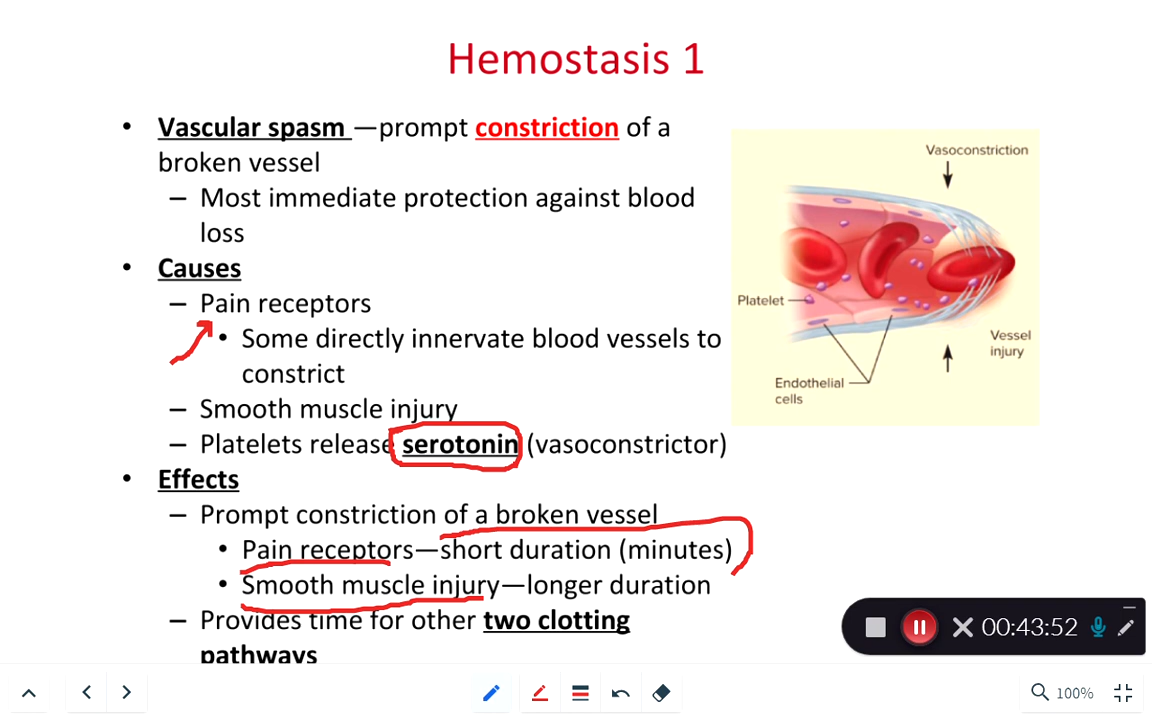 Hemostasis 1
• Vascular spasm —prompt constriction of a
broken vessel
– Most immediate protection against blood
loss
• Causes
– Pain receptors
• Some directly innervate blood vessels to
constrict
– Smooth muscle injury
– Platelets release serotonin (vasoconstrictor)
• Effects
– Prompt constriction of a broken vessel
• Pain receptors—short duration (minutes)
• Smooth muscle injury—longer duration
– Provides time for other two clotting
pathways
Vasoconstriction
Platelet
Vessel
injury
Endothelial
cells
00:43:52
100%